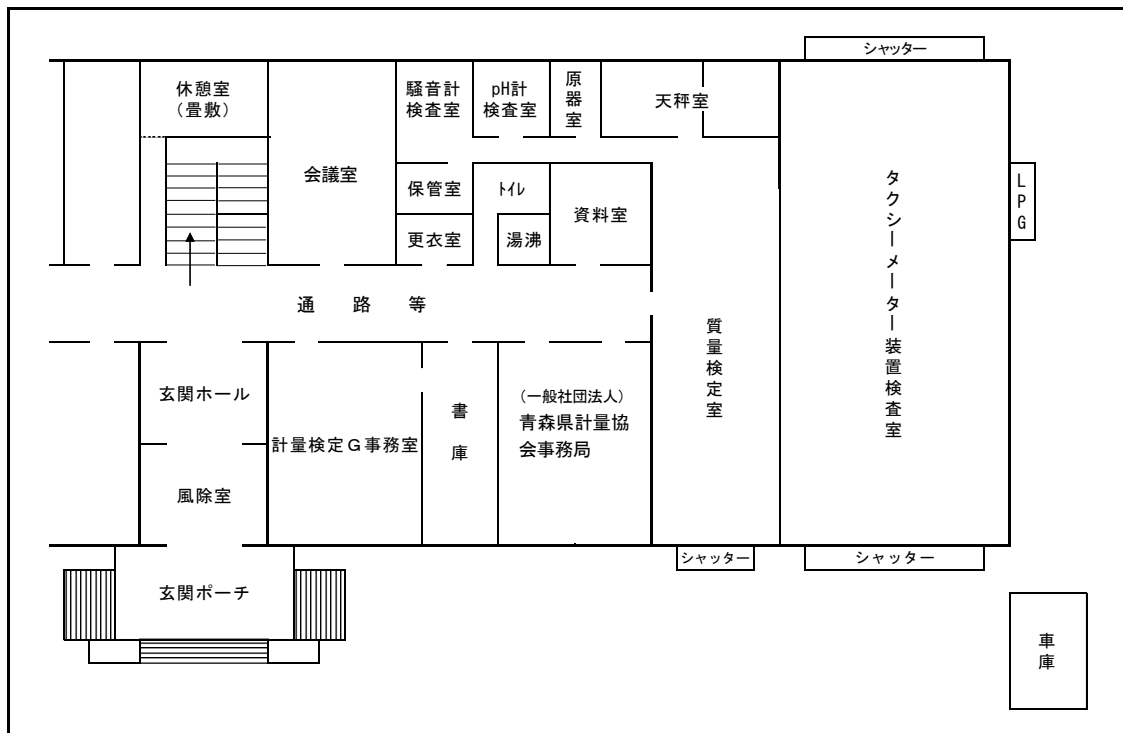 シャッター
休憩室
（畳敷）
騒音計
検査室
pH計
検査室
原器室
天秤室
会議室
保管室
トイレ
資料室
更衣室
湯沸
タクシーメーター装置検査室
LPG
通路等
質量検定室
玄関ホール
計量検定Ｇ事務室
書庫
（一般社団法人）
青森県計量協
会事務局
風除室
シャッター
シャッター
玄関ポーチ
車庫